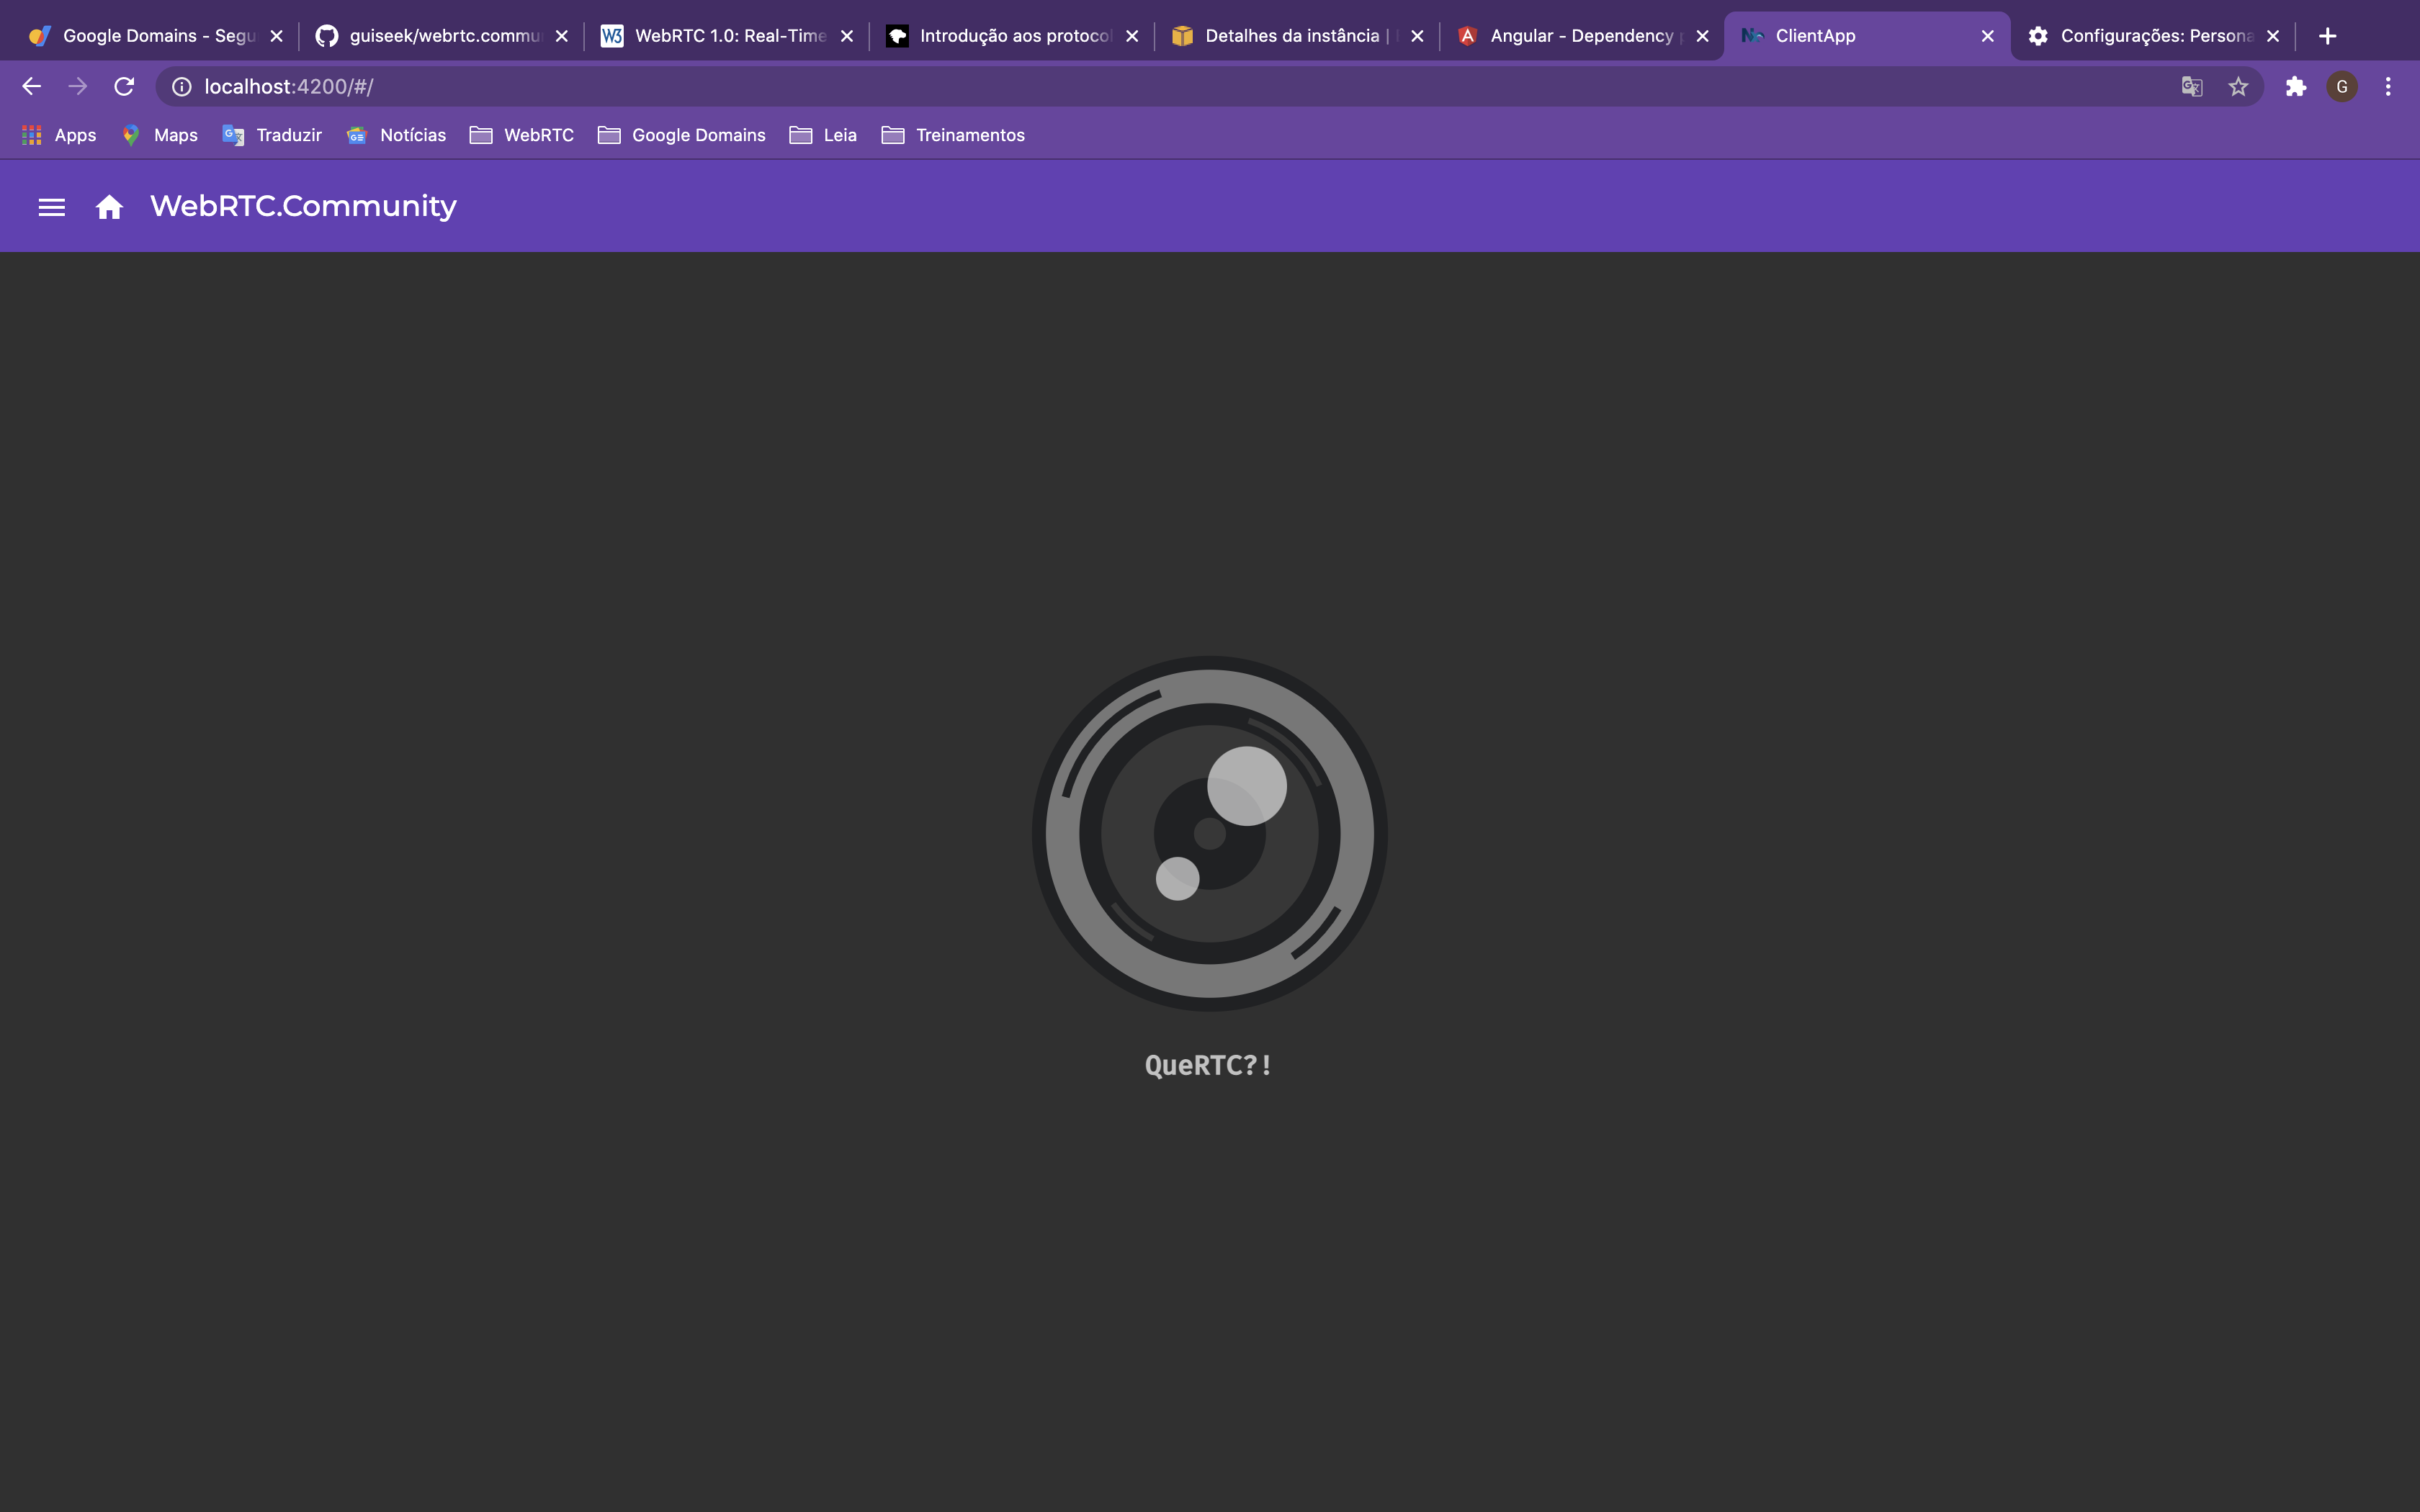 Google Domains - Segu
guiseek/webrtc.commu
WebRTC 1.0: Real-Time
Introdução aos protocol
Detalhes da instância |
Angular - Dependency
ClientApp
Configurações: Persona
localhost:4200/#/
G
Apps
Maps
Traduzir
Notícias
WebRTC
Google Domains
Leia
Treinamentos
WebRTC.Community
QueRTC?!